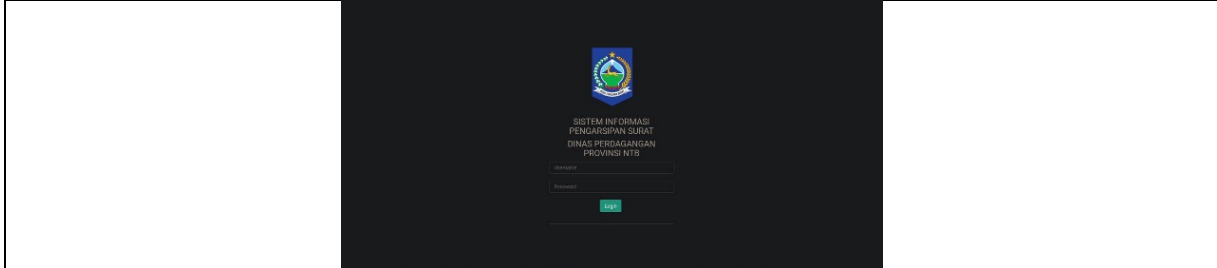 SISTEM INFORMASI
PENGARSIPAN SURAT
DINAS PERDAGANGAN
PROVINSI NTB
Username
Password
Login